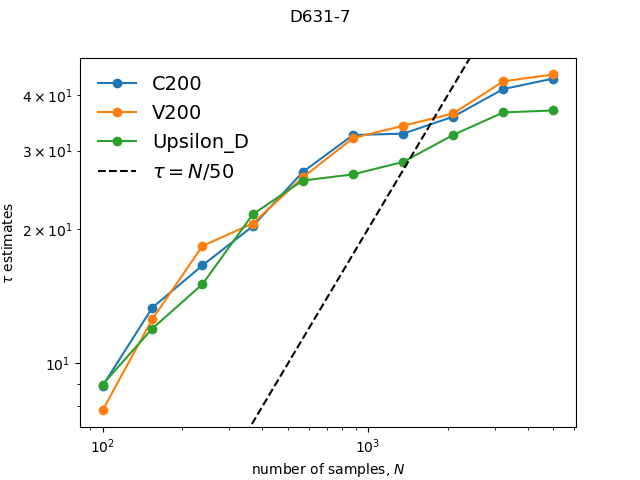 D631-7
C200
V200
Upsilon_D
τ = N/50
4 × 10¹
3 × 10¹
2 × 10¹
10¹
τ estimates
10² 10³
number of samples, N